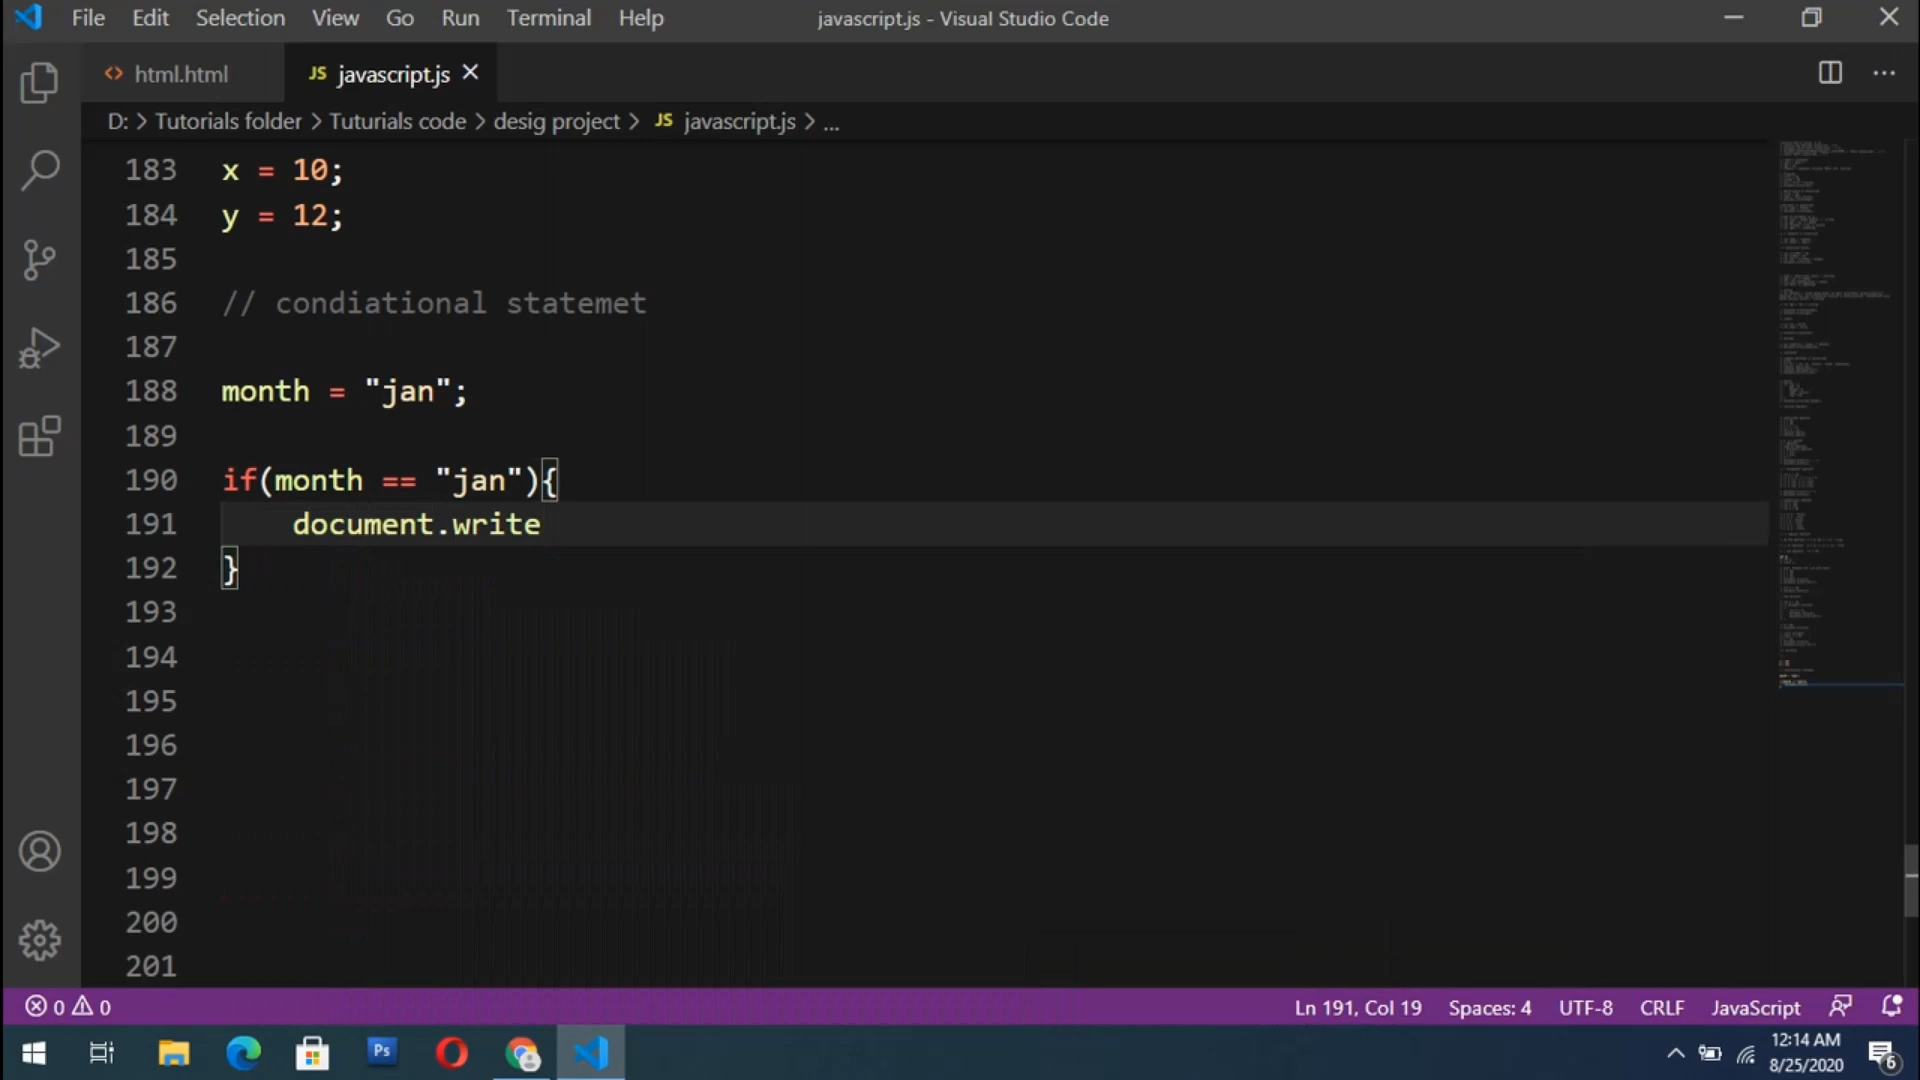 File Edit Selection View Go Run Terminal Help javascript.js - Visual Studio Code
html.html JS javascript.js
D: > Tutorials folder > Tuturials code > desig project > JS javascript.js > ...
183 x = 10;
184 y = 12;
185
186 // condiational statemet
187
188 month = "jan";
189
190 if(month == "jan"){
191 document.write
192 }
193
194
195
196
197
198
199
200
201
0 0 Ln 191, Col 19 Spaces: 4 UTF-8 CRLF JavaScript
Ps 12:14 AM
8/25/2020 6